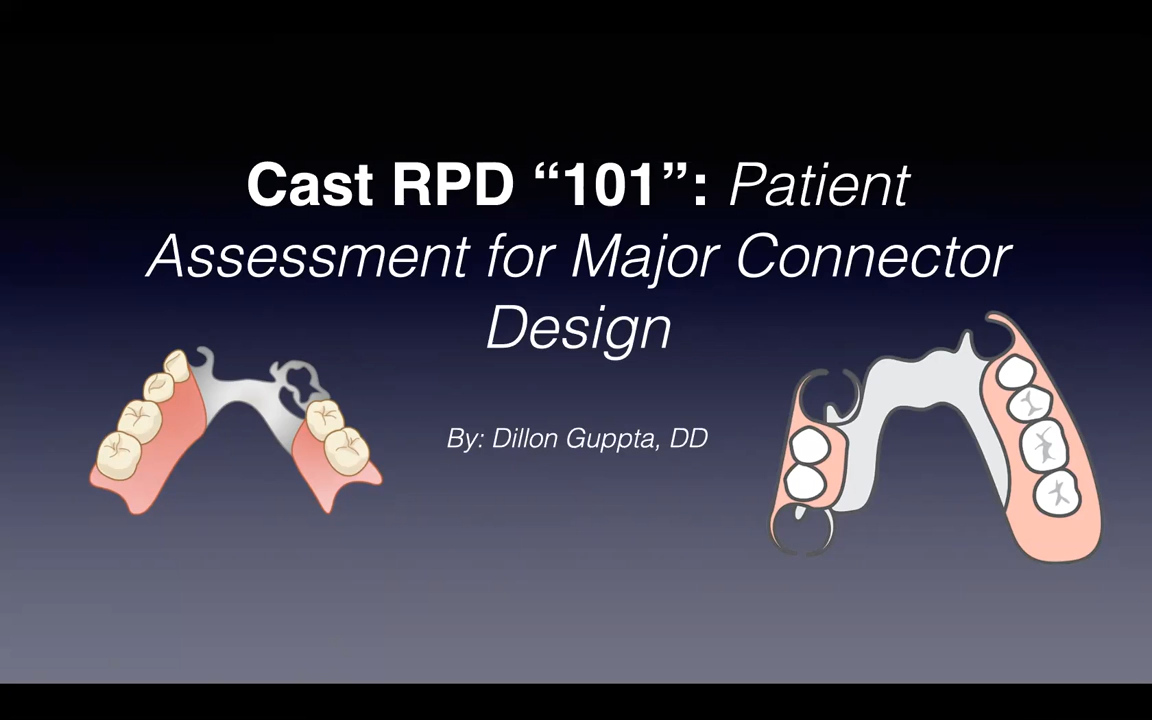 Cast RPD “101”: Patient
Assessment for Major Connector
Design
By: Dillon Guppta, DD